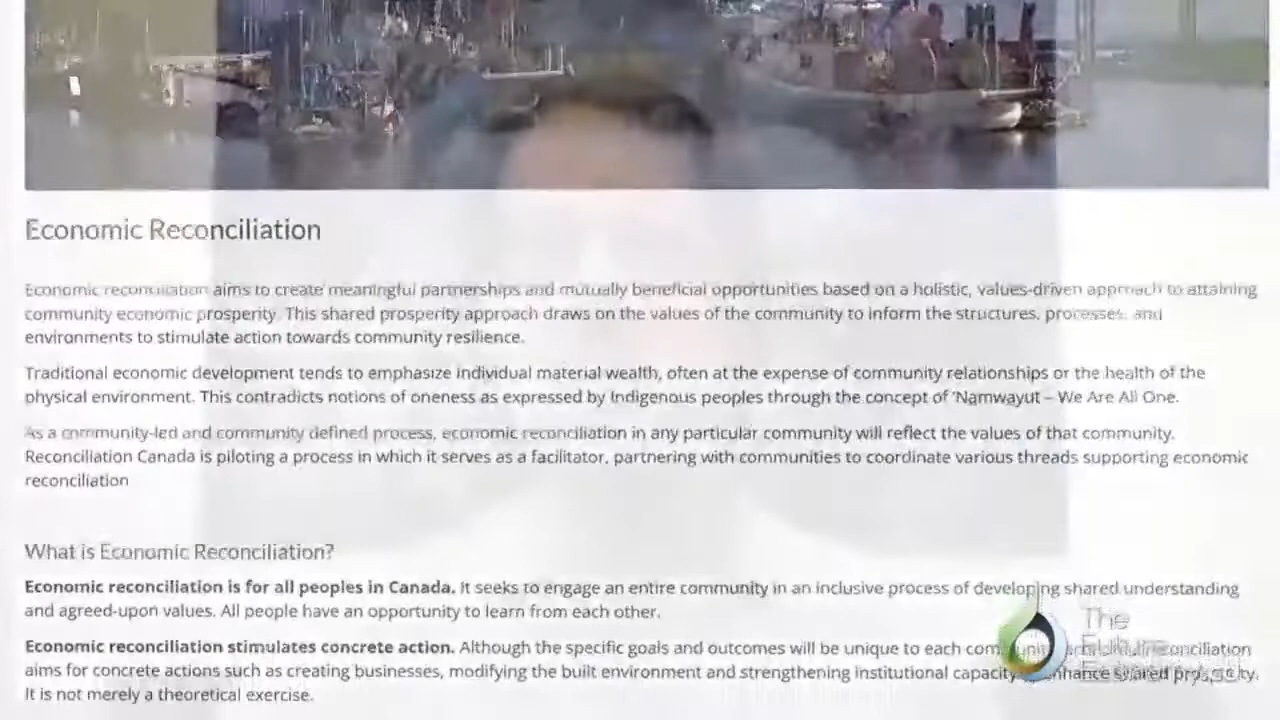 Economic Reconciliation
Economic reconciliation aims to create meaningful partnerships and mutually beneficial opportunities based on a holistic, values-driven approach to attaining
community economic prosperity. This shared prosperity approach draws on the values of the community to inform the structures, processes, and
environments to stimulate action towards community resilience.
Traditional economic development tends to emphasize individual material wealth, often at the expense of community relationships or the health of the
physical environment. This contradicts notions of oneness as expressed by Indigenous peoples through the concept of 'Namwayut – We Are All One.
As a community-led and community defined process, economic reconciliation in any particular community will reflect the values of that community.
Reconciliation Canada is piloting a process in which it serves as a facilitator, partnering with communities to coordinate various threads supporting economic
reconciliation
What is Economic Reconciliation?
Economic reconciliation is for all peoples in Canada. It seeks to engage an entire community in an inclusive process of developing shared understanding
and agreed-upon values. All people have an opportunity to learn from each other.
Economic reconciliation stimulates concrete action. Although the specific goals and outcomes will be unique to each reconciliation
aims for concrete actions such as creating businesses, modifying the built environment and strengthening institutional capacity enhance shared prosperity.
It is not merely a theoretical exercise.
The
Future